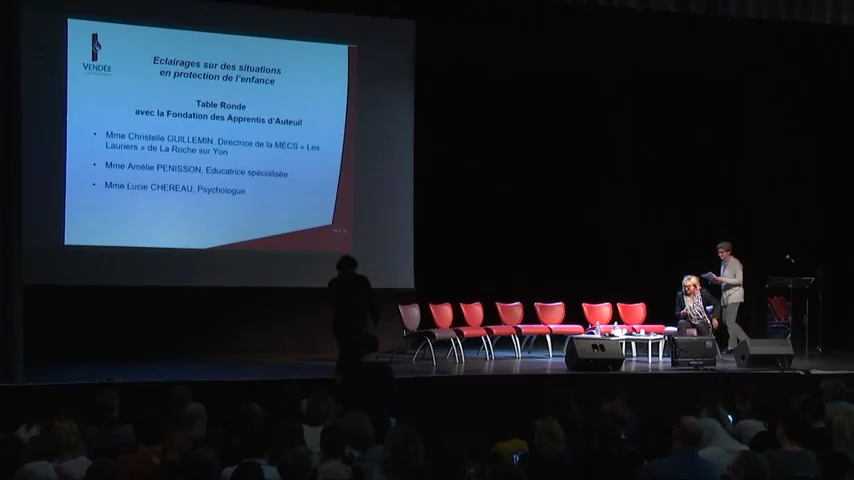 VENDÉE
Eclairages sur des situations
en protection de l'enfance
Table Ronde
avec la Fondation des Apprentis d'Auteuil
• Mme Christelle GUILLEMIN, Directrice de la MECS « Les
Lauriers » de La Roche sur Yon
• Mme Amélie PENISSON, Educatrice spécialisée
• Mme Lucie CHEREAU, Psychologue